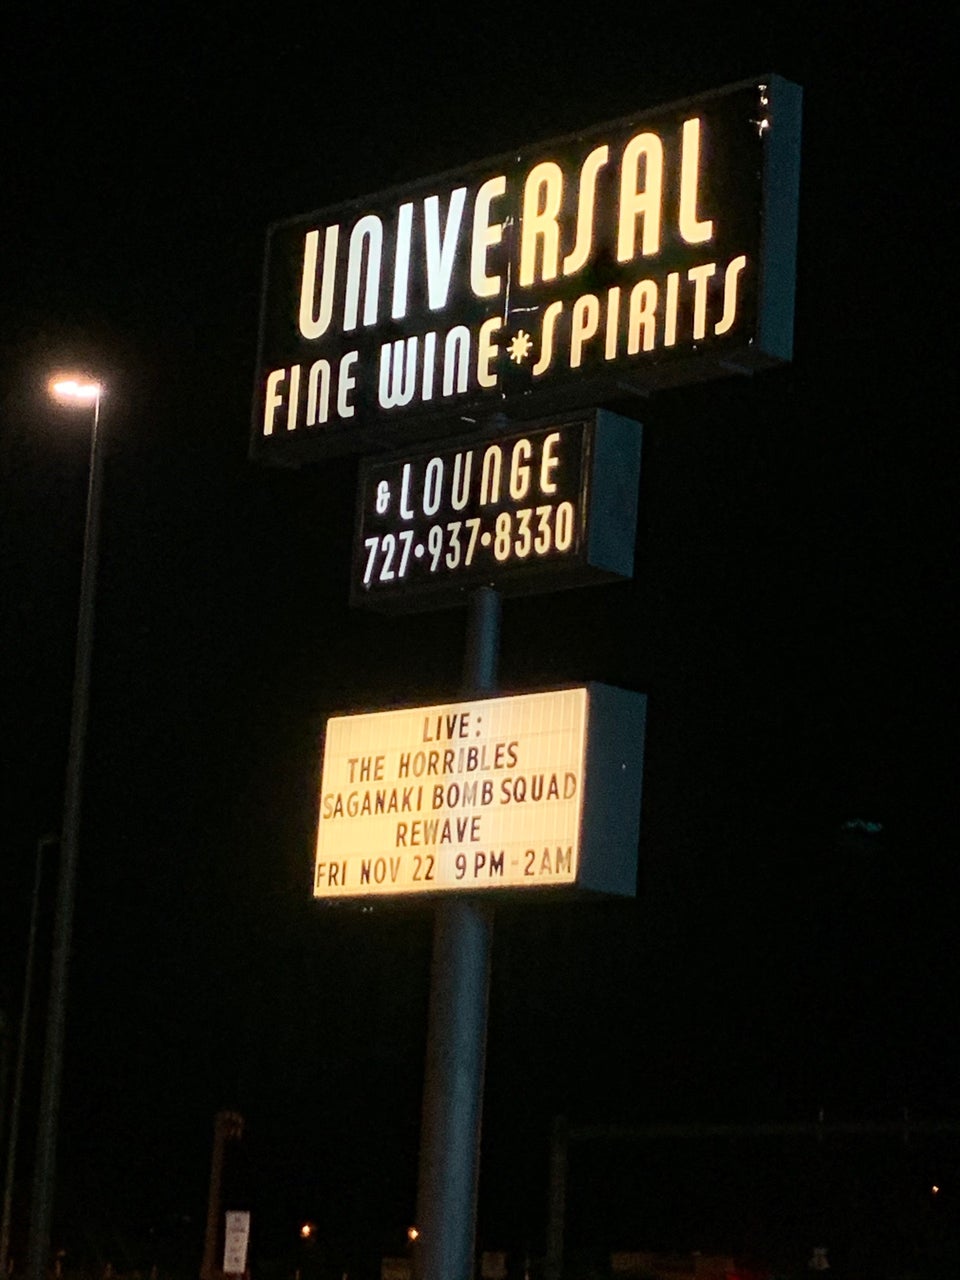 UNIVERSAL
FINE WINE*SPIRITS
& LOUNGE
727•937•8330
LIVE:
THE HORRIBLES
SAGANAKI BOMB SQUAD
REWAVE
FRI NOV 22 9PM-2AM